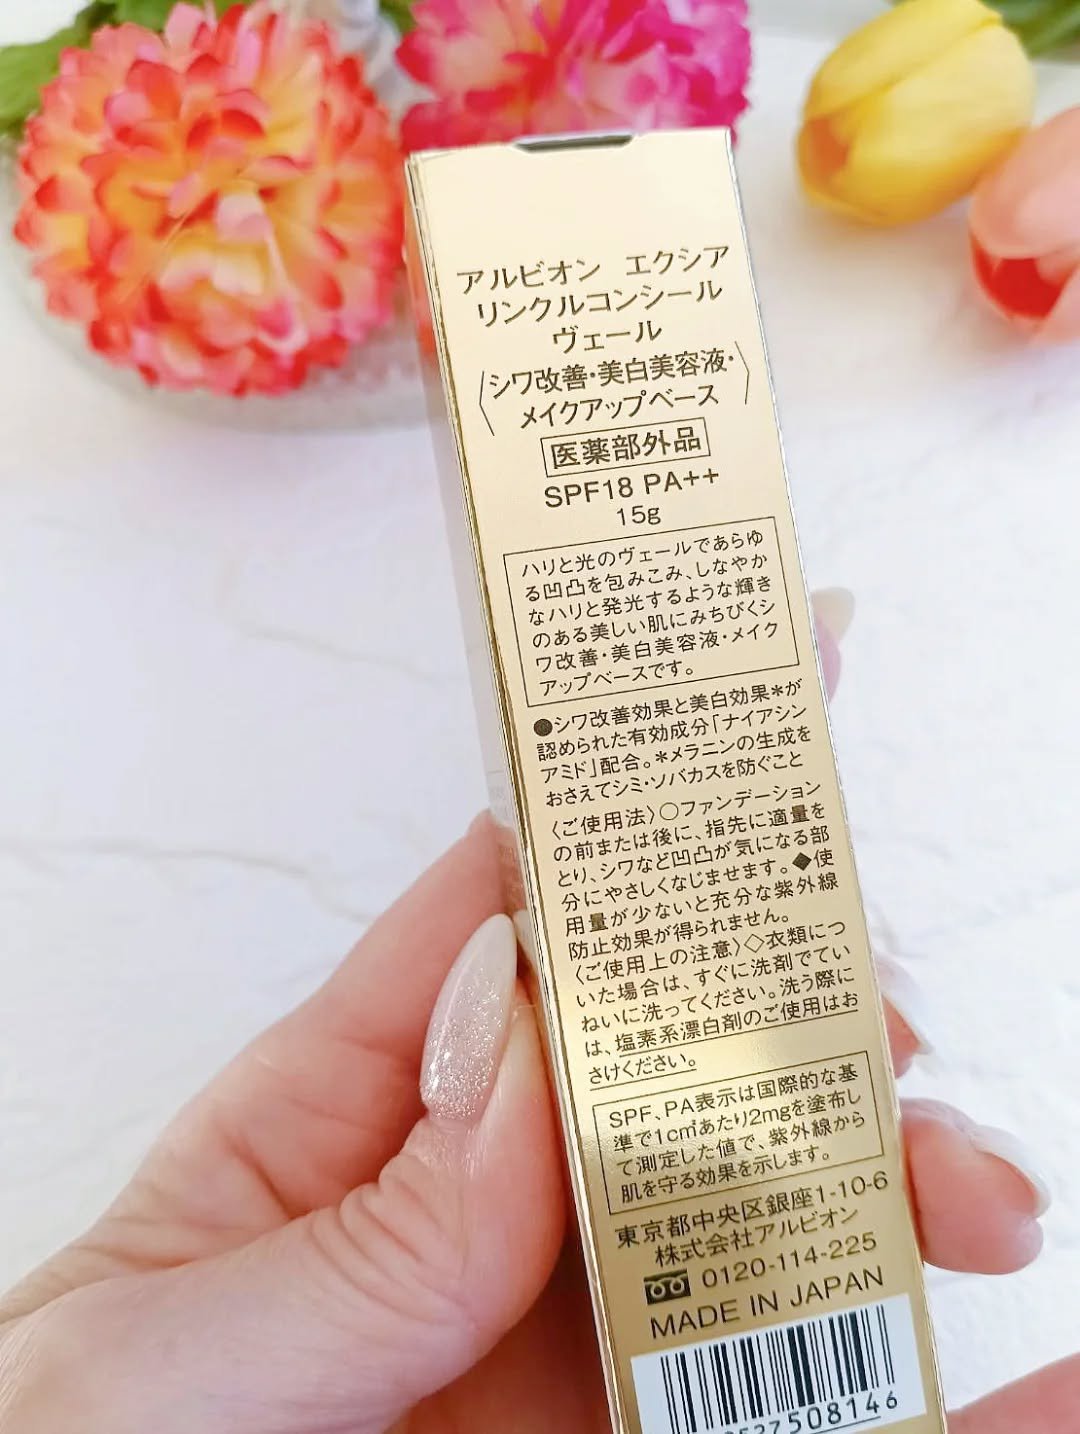 アルビオン エクシア
リンクルコンシール
ヴェール
〈シワ改善・美白美容液・
メイクアップベース〉
医薬部外品
SPF18 PA++
15g
ハリと光のヴェールであらゆ
る凹凸を包みこみ、しなやか
なハリと発光するような輝き
のある美しい肌にみちびくシ
ワ改善・美白美容液・メイク
アップベースです。
●シワ改善効果と美白効果＊が
認められた有効成分「ナイアシン
アミド」配合。＊メラニンの生成を
おさえてシミ・ソバカスを防ぐこと
〈ご使用法〉○ファンデーション
の前または後に、指先に適量を
とり、シワなど凹凸が気になる部
分にやさしくなじませます。◆使
用量が少ないと充分な紫外線
防止効果が得られません。
〈ご使用上の注意〉◇衣類につ
いた場合は、すぐに洗剤でてい
ねいに洗ってください。洗う際に
は、塩素系漂白剤のご使用はお
さけください。
SPF、PA表示は国際的な基
準で1c㎡あたり2mgを塗布し
て測定した値で、紫外線から
肌を守る効果を示します。
東京都中央区銀座1-10-6
株式会社アルビオン
0120-114-225
MADE IN JAPAN
508146